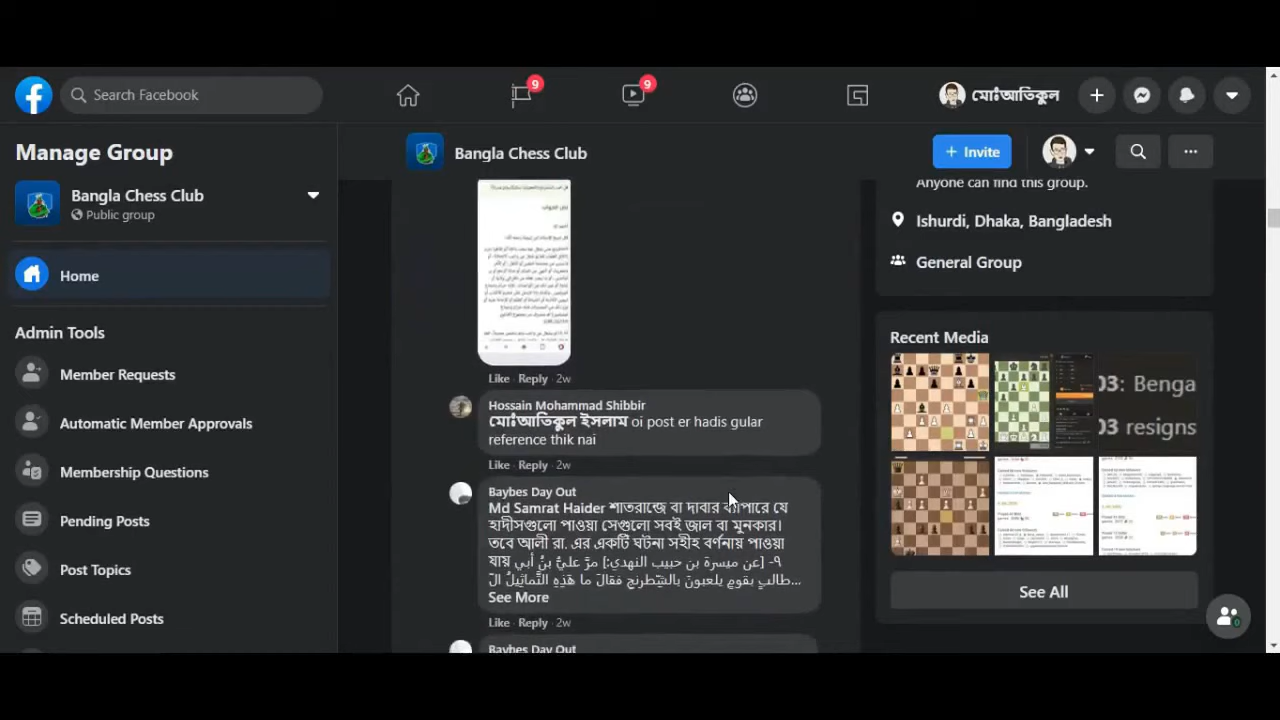 Search Facebook
9
9
মোঃআতিকুল
Manage Group
Bangla Chess Club
Public group
Home
Admin Tools
Member Requests
Automatic Member Approvals
Membership Questions
Pending Posts
Post Topics
Scheduled Posts
Bangla Chess Club
+ Invite
Like · Reply · 2w
Hossain Mohammad Shibbir
মোঃআতিকুল ইসলাম oi post er hadis gular
reference thik nai
Like · Reply · 2w
Baybes Day Out
Md Samrat Haider শাতরাঞ্জে বা দাবার ব্যাপারে যে
হাদীসগুলো পাওয়া সেগুলো সবই জাল বা মুনকার।
তবে আলী রা. এর একটি ঘটনা সহীহ বর্ণনায় পাওয়া
যায় ٩- [عن ميسرة بن حبيب النهدي:] مرَّ عليُّ بنُ أبي
طالبٍ بقومٍ يلعبونَ بالشِّطرنجِ فقالَ ما هَذِهِ التَّماثيلُ الَّ...
See More
Like · Reply · 2w
Baybes Day Out
Anyone can find this group.
Ishurdi, Dhaka, Bangladesh
General Group
Recent Media
03: Benga
03 resigns
See All
0